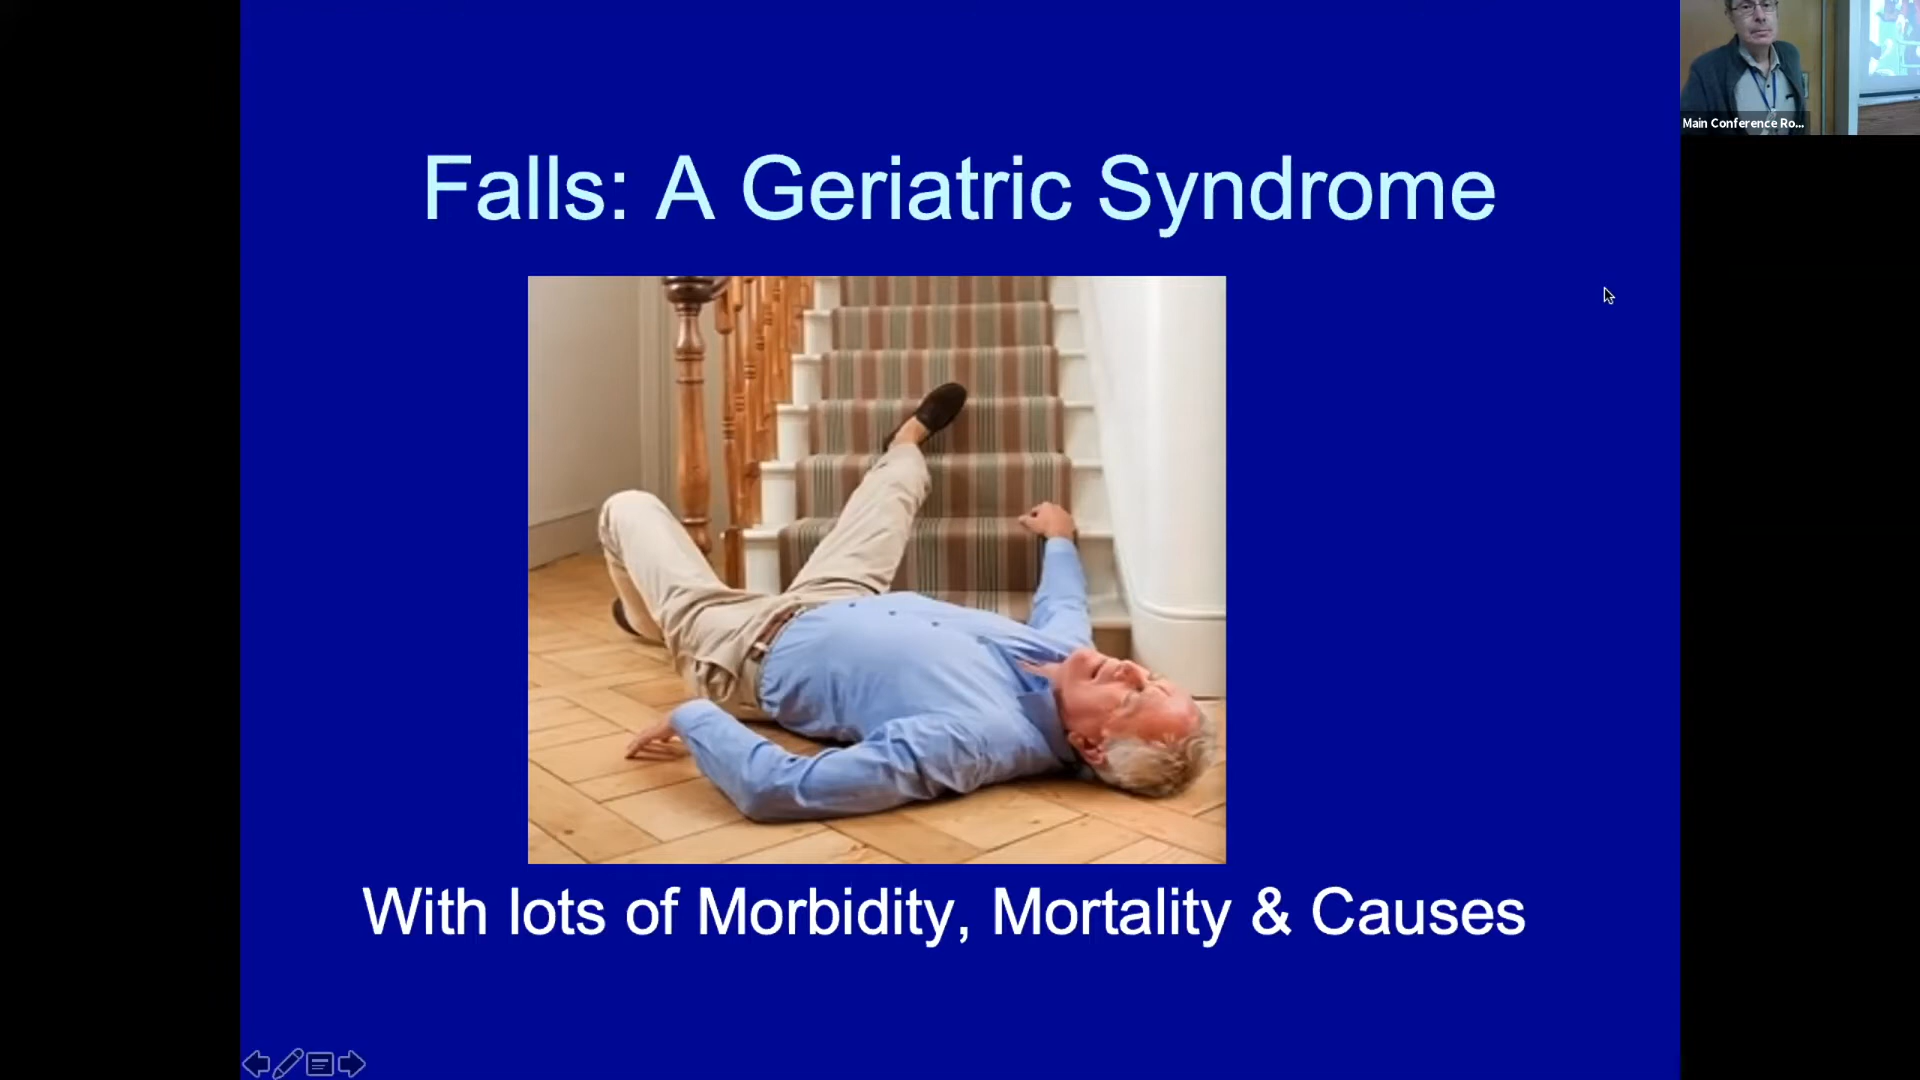 Main Conference Ro...
Falls: A Geriatric Syndrome
With lots of Morbidity, Mortality & Causes